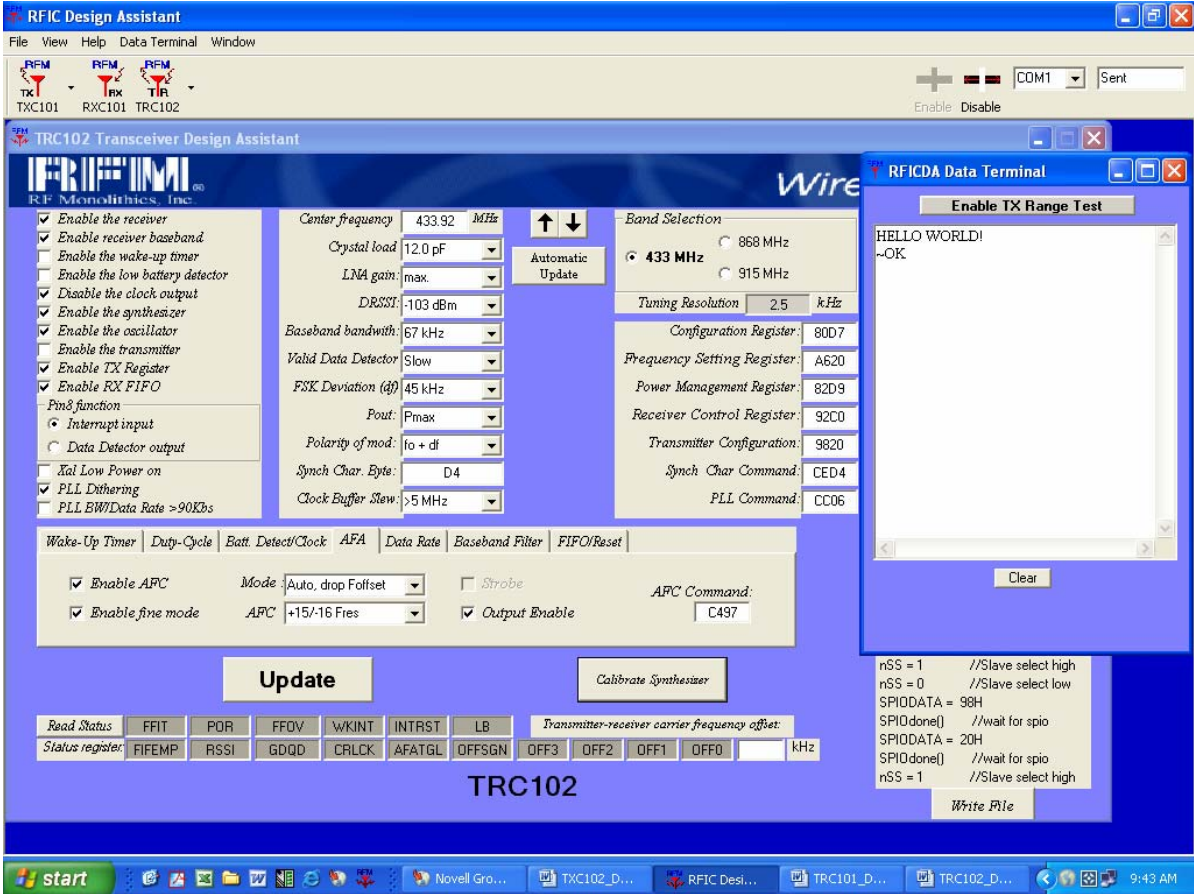 RFIC Design Assistant
File View Help Data Terminal Window
RFM RFM RFM
TX RX T/R
TXC101 RXC101 TRC102
Enable Disable
COM1
Sent
TRC102 Transceiver Design Assistant
RFM
RF Monolithics, Inc.
Wire
Enable the receiver
Enable receiver baseband
Enable the wake-up timer
Enable the low battery detector
Disable the clock output
Enable the synthesizer
Enable the oscillator
Enable the transmitter
Enable TX Register
Enable RX FIFO
Pin8 function
Interrupt input
Data Detector output
Xal Low Power on
PLL Dithering
PLL BW/Data Rate >90Kbs
Center frequency 433.92 MHz
Crystal load 12.0 pF
LNA gain: max.
DRSSI: -103 dBm
Baseband bandwith: 67 kHz
Valid Data Detector Slow
FSK Deviation (df) 45 kHz
Pout: Pmax
Polarity of mod: fo + df
Synch Char. Byte: D4
Clock Buffer Slew: >5 MHz
Automatic
Update
Band Selection
868 MHz
433 MHz
915 MHz
Tuning Resolution 2.5 kHz
Configuration Register: 80D7
Frequency Setting Register: A620
Power Management Register: 82D9
Receiver Control Register: 92C0
Transmitter Configuration: 9820
Synch Char Command: CED4
PLL Command: CC06
Wake-Up Timer Duty-Cycle Batt. Detect/Clock AFA Data Rate Baseband Filter FIFO/Reset
Enable AFC Mode : Auto, drop Foffset Strobe AFC Command:
Enable fine mode AFC +15/-16 Fres Output Enable C497
Update
Calibrate Synthesizer
Read Status FFIT POR FFOV WKINT INTRST LB Transmitter-receiver carrier frequency offset:
Status register: FIFEMP RSSI GDQD CRLCK AFATGL OFFSGN OFF3 OFF2 OFF1 OFF0 kHz
TRC102
RFICDA Data Terminal
Enable TX Range Test
HELLO WORLD!
~OK
Clear
nSS = 1 //Slave select high
nSS = 0 //Slave select low
SPIODATA = 98H
SPIOdone() //wait for spio
SPIODATA = 20H
SPIOdone() //wait for spio
nSS = 1 //Slave select high
Write File
start
Novell Gro...
TXC102_D...
RFIC Desi...
TRC101_D...
TRC102_D...
9:43 AM